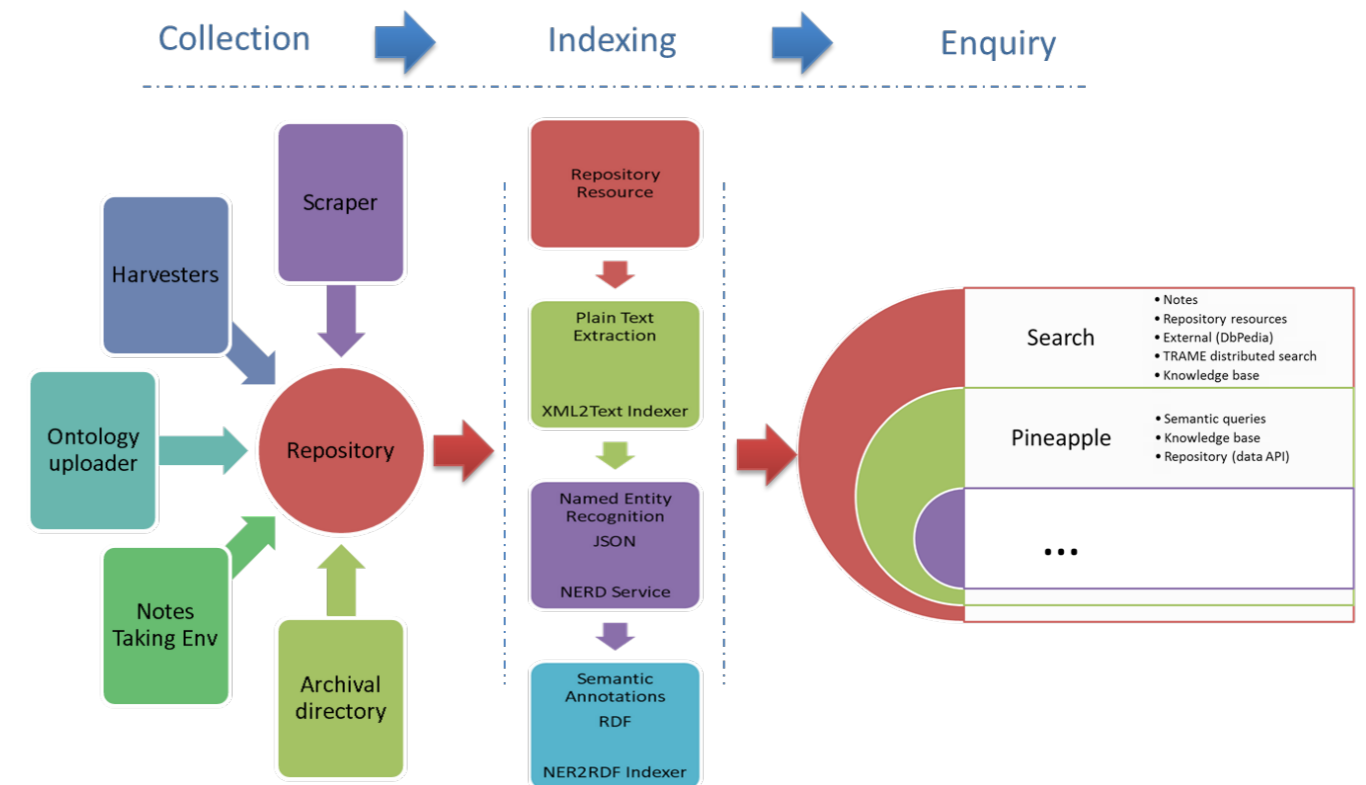 Collection
Indexing
Enquiry
Scraper
Harvesters
Ontology
uploader
Notes
Taking Env
Archival
directory
Repository
Repository
Resource
Plain Text
Extraction
XML2Text Indexer
Named Entity
Recognition
JSON
NERD Service
Semantic
Annotations
RDF
NER2RDF Indexer
Search
• Notes
• Repository resources
• External (DbPedia)
• TRAME distributed search
• Knowledge base
Pineapple
• Semantic queries
• Knowledge base
• Repository (data API)
...